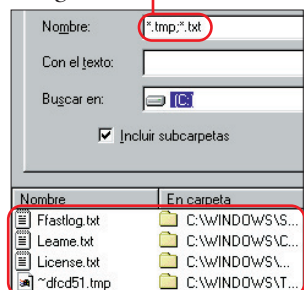 Nombre: *.tmp;*.txt
Con el texto:
Buscar en: (C:)
Incluir subcarpetas
Nombre En carpeta
Ffastlog.txt C:\WINDOWS\S...
Leame.txt C:\WINDOWS\C...
License.txt C:\WINDOWS\...
~dfcd51.tmp C:\WINDOWS\T...